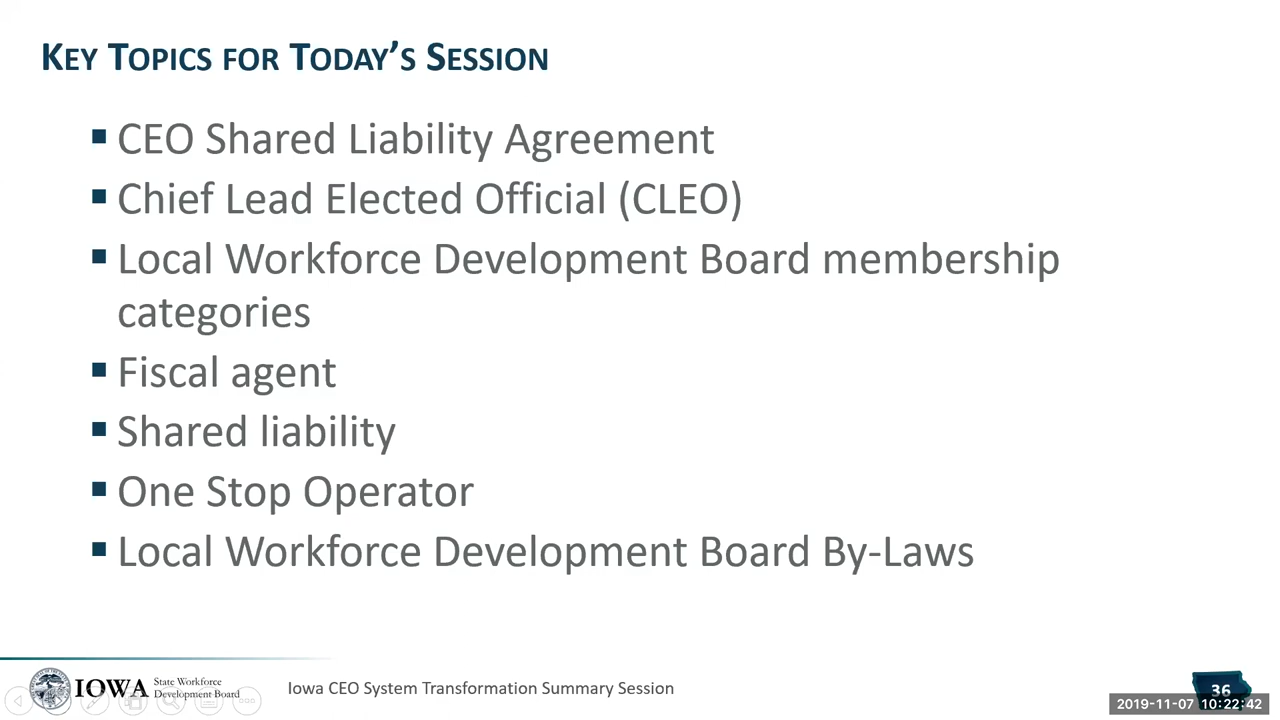 KEY TOPICS FOR TODAY'S SESSION
▪ CEO Shared Liability Agreement
▪ Chief Lead Elected Official (CLEO)
▪ Local Workforce Development Board membership
categories
▪ Fiscal agent
▪ Shared liability
▪ One Stop Operator
▪ Local Workforce Development Board By-Laws
IOWA State Workforce
Development Board
Iowa CEO System Transformation Summary Session
36
2019-11-07 10:22:42